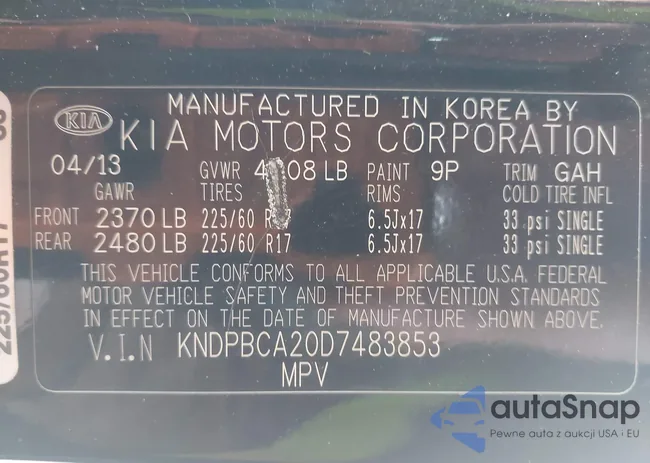 MANUFACTURED IN KOREA BY
KIA KIA MOTORS CORPORATION
04/13 GVWR 08 LB PAINT 9P TRIM GAH
GAWR TIRES RIMS COLD TIRE INFL
FRONT 2370 LB 225/60 6.5Jx17 33 psi SINGLE
REAR 2480 LB 225/60 R17 6.5Jx17 33 psi SINGLE
THIS VEHICLE CONFORMS TO ALL APPLICABLE U.S.A. FEDERAL
MOTOR VEHICLE SAFETY AND THEFT PREVENTION STANDARDS
IN EFFECT ON THE DATE OF MANUFACTURE SHOWN ABOVE.
V.I.N KNDPBCA20D7483853
MPV
225/60R17
autaSnap
Pewne auta z aukcji USA i EU